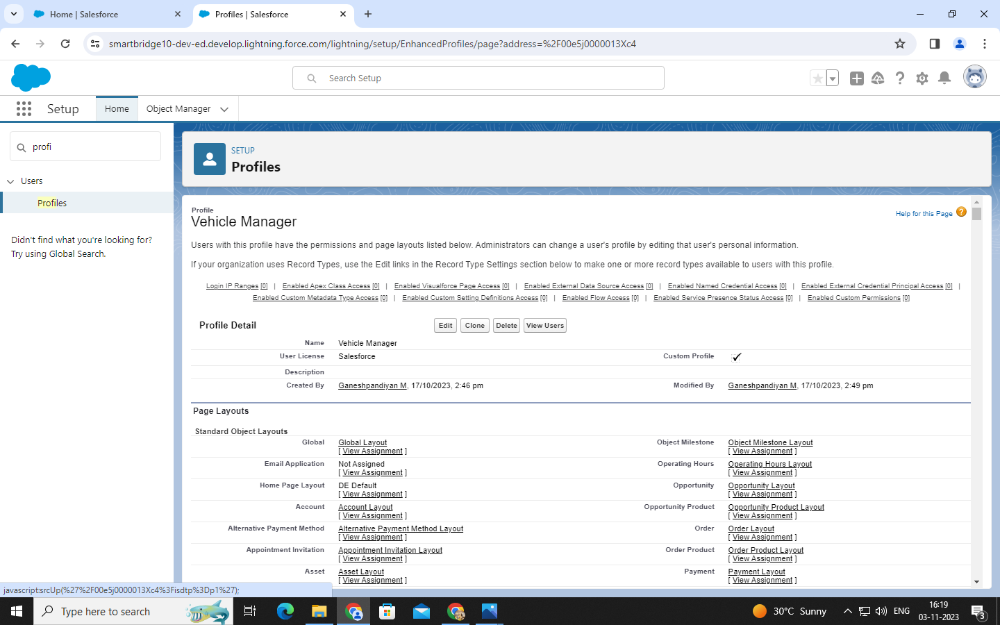 Home | Salesforce
Profiles | Salesforce
smartbridge10-dev-ed.develop.lightning.force.com/lightning/setup/EnhancedProfiles/page?address=%2F00e5j0000013Xc4
Search Setup
Setup
Home
Object Manager
profi
Users
Profiles
Didn't find what you're looking for?
Try using Global Search.
SETUP
Profiles
Profile
Vehicle Manager
Help for this Page
Users with this profile have the permissions and page layouts listed below. Administrators can change a user's profile by editing that user's personal information.
If your organization uses Record Types, use the Edit links in the Record Type Settings section below to make one or more record types available to users with this profile.
Login IP Ranges [0] | Enabled Apex Class Access [0] | Enabled Visualforce Page Access [0] | Enabled External Data Source Access [0] | Enabled Named Credential Access [0] | Enabled External Credential Principal Access [0] |
Enabled Custom Metadata Type Access [0] | Enabled Custom Setting Definitions Access [0] | Enabled Flow Access [0] | Enabled Service Presence Status Access [0] | Enabled Custom Permissions [0]
Profile Detail Edit Clone Delete View Users
Name Vehicle Manager
User License Salesforce Custom Profile
Description
Created By Ganeshpandiyan M, 17/10/2023, 2:46 pm Modified By Ganeshpandiyan M, 17/10/2023, 2:49 pm
Page Layouts
Standard Object Layouts
Global Global Layout Object Milestone Object Milestone Layout
[ View Assignment ] [ View Assignment ]
Email Application Not Assigned Operating Hours Operating Hours Layout
[ View Assignment ] [ View Assignment ]
Home Page Layout DE Default Opportunity Opportunity Layout
[ View Assignment ] [ View Assignment ]
Account Account Layout Opportunity Product Opportunity Product Layout
[ View Assignment ] [ View Assignment ]
Alternative Payment Method Alternative Payment Method Layout Order Order Layout
[ View Assignment ] [ View Assignment ]
Appointment Invitation Appointment Invitation Layout Order Product Order Product Layout
[ View Assignment ] [ View Assignment ]
Asset Asset Layout Payment Payment Layout
[ View Assignment ] [ View Assignment ]
javascript:srcUp(%27%2F00e5j0000013Xc4%3Fisdtp%3Dp1%27);
Type here to search
30°C Sunny
ENG
16:19
03-11-2023
3